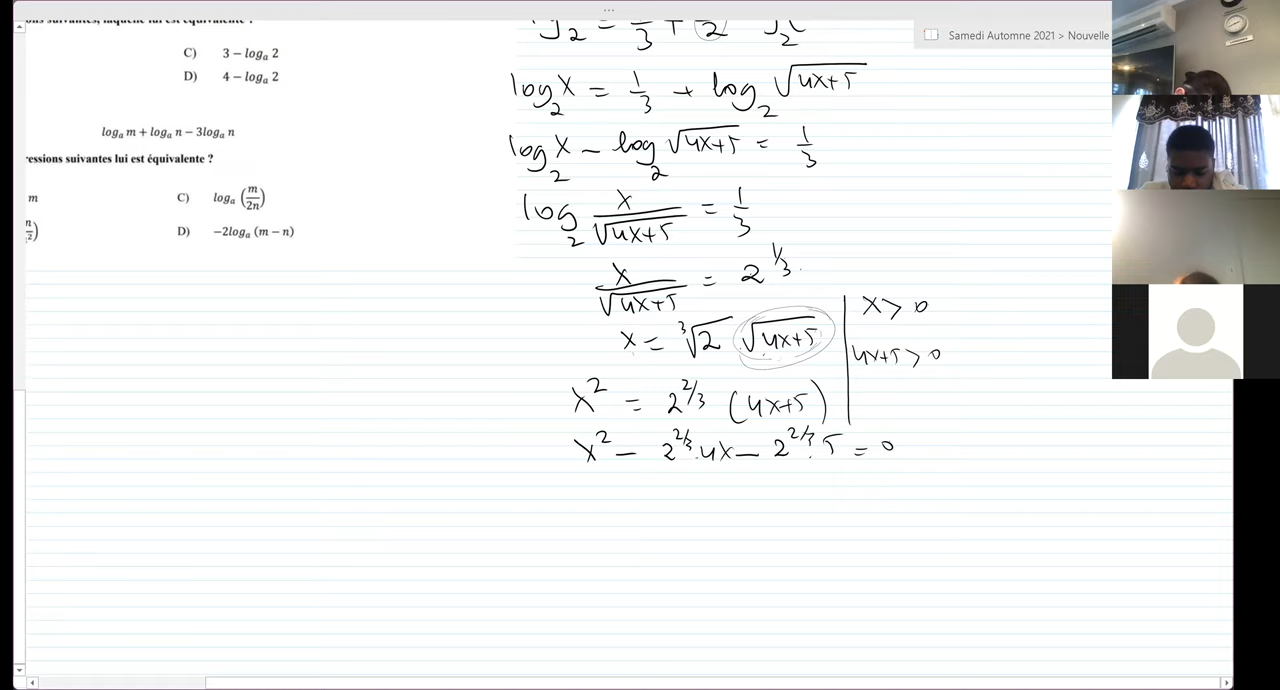 Samedi Automne 2021 > Nouvelle
C) 3 − logₐ 2
D) 4 − logₐ 2
logₐ m + logₐ n − 3logₐ n
ressions suivantes lui est équivalente ?
m
C) logₐ (m/2n)
D) −2logₐ (m − n)
log₂ x = 1/3 + log₂ √(4x+5)
log₂ x − log₂ √(4x+5) = 1/3
log₂ x/√(4x+5) = 1/3
x/√(4x+5) = 2^(1/3)
x = ∛2 √(4x+5)
x² = 2^(2/3) (4x+5)
x² − 2^(2/3).4x − 2^(2/3).5 = 0
x > 0
4x+5 > 0